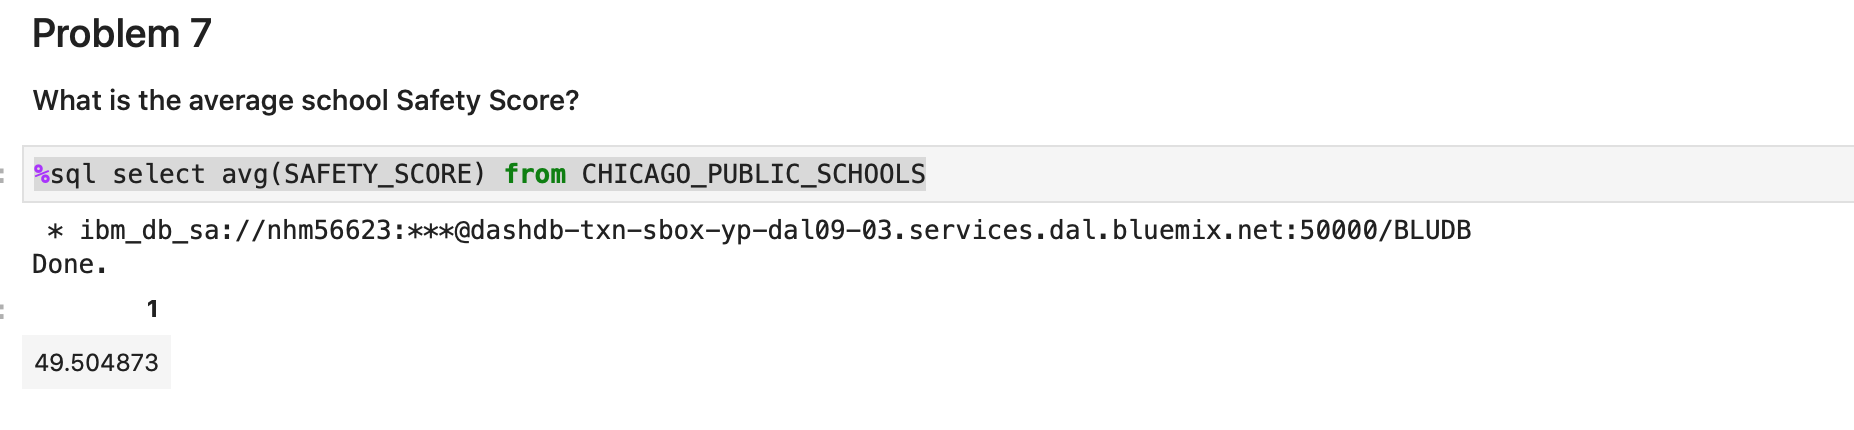 Problem 7
What is the average school Safety Score?
:
%sql select avg(SAFETY_SCORE) from CHICAGO_PUBLIC_SCHOOLS
* ibm_db_sa://nhm56623:***@dashdb-txn-sbox-yp-dal09-03.services.dal.bluemix.net:50000/BLUDB
Done.
:
1
49.504873